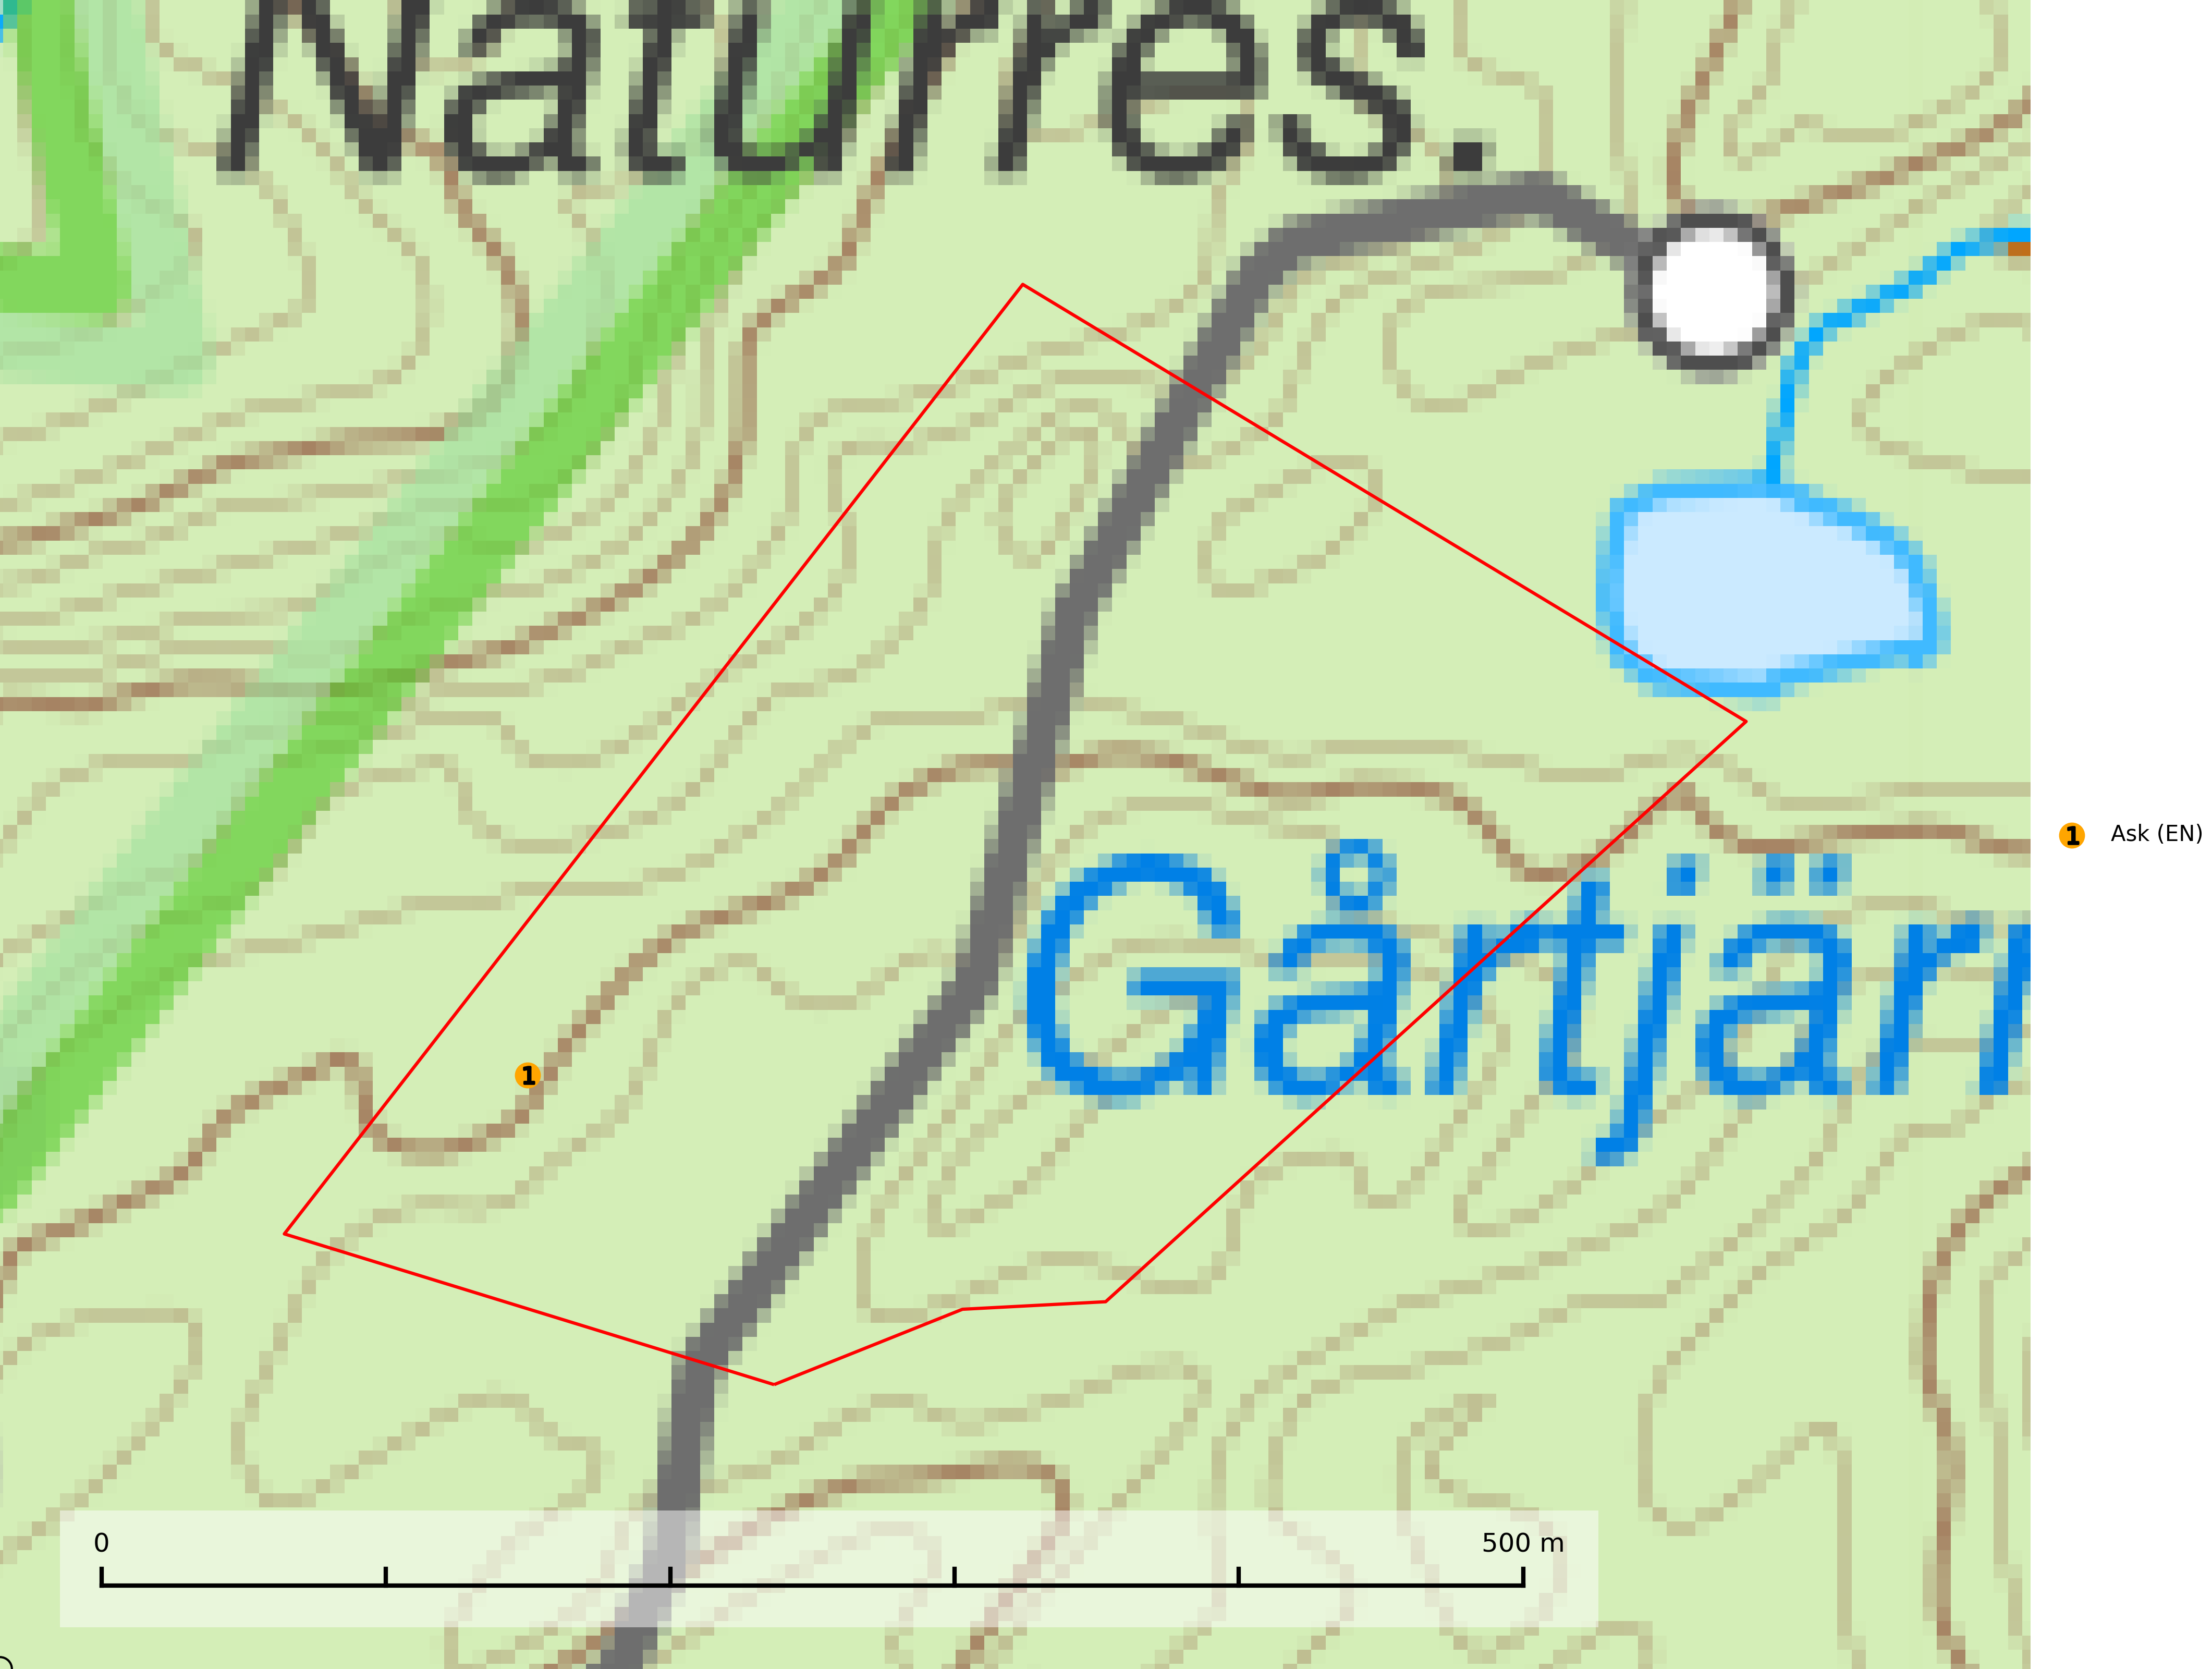 Naturres.
Gårtjärn
1
1 Ask (EN)
0 500 m